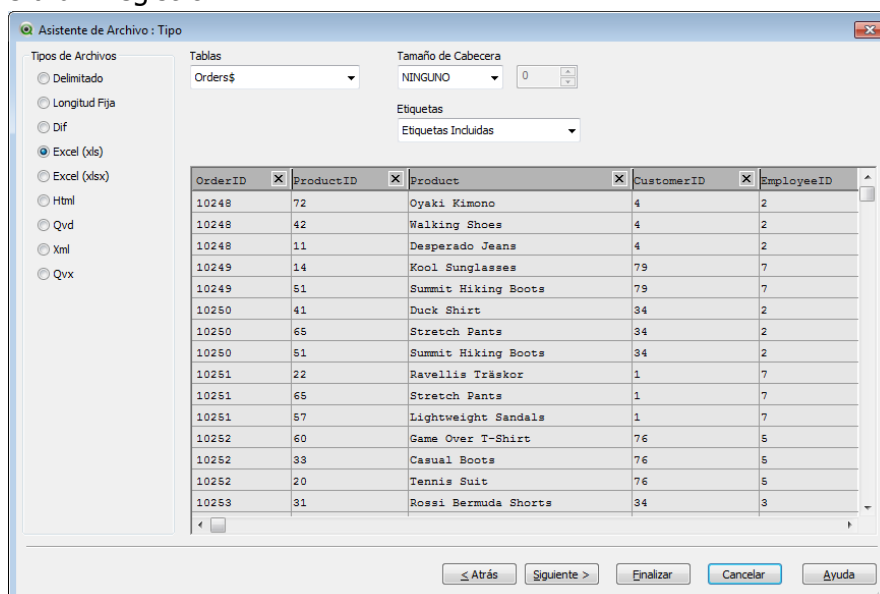 Asistente de Archivo : Tipo
Tipos de Archivos
Delimitado
Longitud Fija
Dif
Excel (xls)
Excel (xlsx)
Html
Qvd
Xml
Qvx
Tablas
Orders$
Tamaño de Cabecera
NINGUNO
0
Etiquetas
Etiquetas Incluidas
OrderID ProductID Product CustomerID EmployeeID
10248 72 Oyaki Kimono 4 2
10248 42 Walking Shoes 4 2
10248 11 Desperado Jeans 4 2
10249 14 Kool Sunglasses 79 7
10249 51 Summit Hiking Boots 79 7
10250 41 Duck Shirt 34 2
10250 65 Stretch Pants 34 2
10250 51 Summit Hiking Boots 34 2
10251 22 Ravellis Träskor 1 7
10251 65 Stretch Pants 1 7
10251 57 Lightweight Sandals 1 7
10252 60 Game Over T-Shirt 76 5
10252 33 Casual Boots 76 5
10252 20 Tennis Suit 76 5
10253 31 Rossi Bermuda Shorts 34 3
< Atrás
Siguiente >
Finalizar
Cancelar
Ayuda